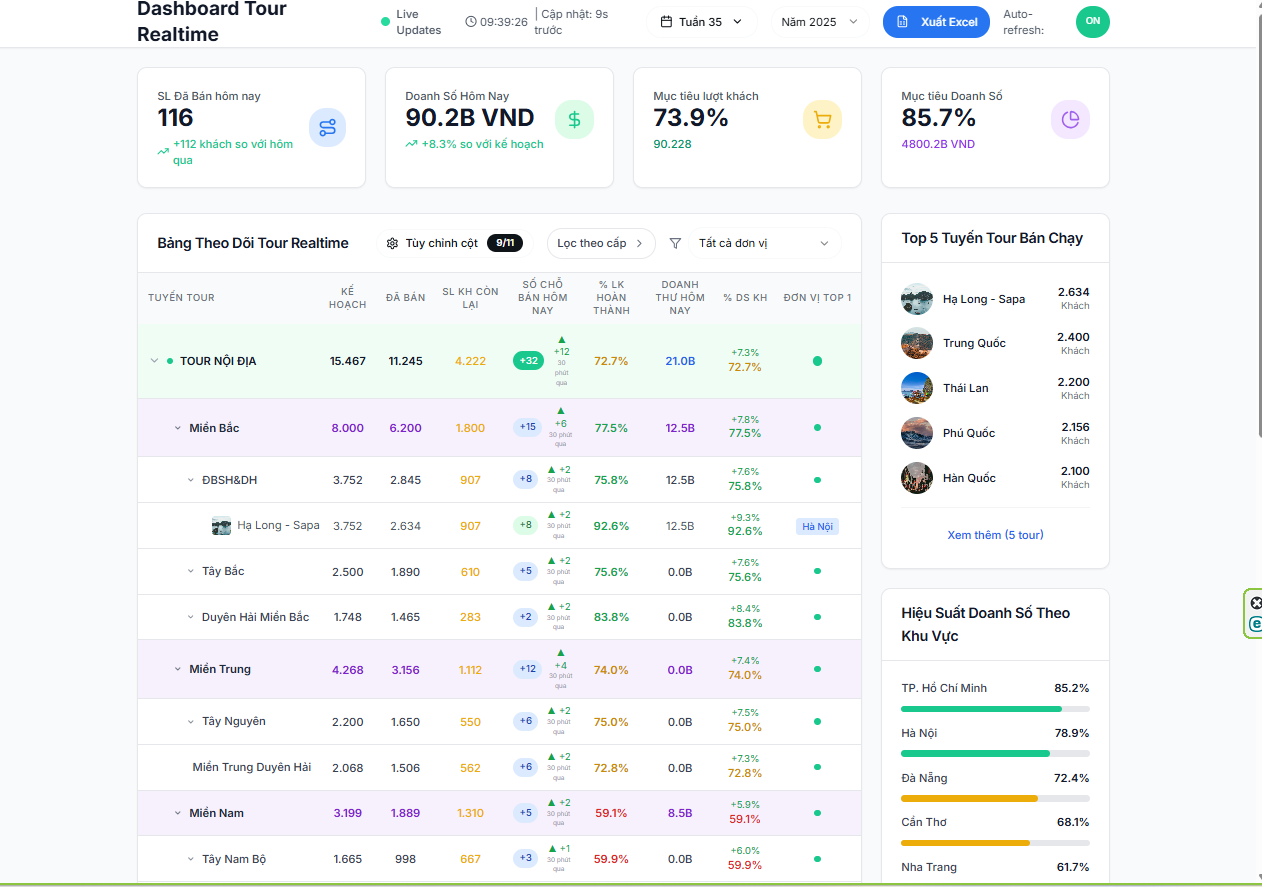 Dashboard Tour
Realtime
Live
Updates
09:39:26
| Cập nhật: 9s
trước
Tuần 35
Năm 2025
Xuất Excel
Auto-
refresh:
ON
SL Đã Bán hôm nay
116
+112 khách so với hôm
qua
Doanh Số Hôm Nay
90.2B VND
+8.3% so với kế hoạch
Mục tiêu lượt khách
73.9%
90.228
Mục tiêu Doanh Số
85.7%
4800.2B VND
Bảng Theo Dõi Tour Realtime
Tùy chỉnh cột 9/11
Lọc theo cấp
Tất cả đơn vị
TUYẾN TOUR
KẾ
HOẠCH
ĐÃ BÁN
SL KH CÒN
LẠI
SỐ CHỖ
BÁN HÔM
NAY
% LK
HOÀN
THÀNH
DOANH
THƯ HÔM
NAY
% DS KH
ĐƠN VỊ TOP 1
TOUR NỘI ĐỊA 15.467 11.245 4.222 +32
▲
+12
30
phút
qua
72.7% 21.0B
+7.3%
72.7%
Miền Bắc 8.000 6.200 1.800 +15
▲
+6
30 phút
qua
77.5% 12.5B
+7.8%
77.5%
ĐBSH&DH 3.752 2.845 907 +8
▲ +2
30 phút
qua
75.8% 12.5B
+7.6%
75.8%
Hạ Long - Sapa 3.752 2.634 907 +8
▲ +2
30 phút
qua
92.6% 12.5B
+9.3%
92.6%
Hà Nội
Tây Bắc 2.500 1.890 610 +5
▲ +2
30 phút
qua
75.6% 0.0B
+7.6%
75.6%
Duyên Hải Miền Bắc 1.748 1.465 283 +2
▲ +2
30 phút
qua
83.8% 0.0B
+8.4%
83.8%
Miền Trung 4.268 3.156 1.112 +12
▲
+4
30 phút
qua
74.0% 0.0B
+7.4%
74.0%
Tây Nguyên 2.200 1.650 550 +6
▲ +2
30 phút
qua
75.0% 0.0B
+7.5%
75.0%
Miền Trung Duyên Hải 2.068 1.506 562 +6
▲ +2
30 phút
qua
72.8% 0.0B
+7.3%
72.8%
Miền Nam 3.199 1.889 1.310 +5
▲ +2
30 phút
qua
59.1% 8.5B
+5.9%
59.1%
Tây Nam Bộ 1.665 998 667 +3
▲ +1
30 phút
qua
59.9% 0.0B
+6.0%
59.9%
Top 5 Tuyến Tour Bán Chạy
Hạ Long - Sapa 2.634
Khách
Trung Quốc 2.400
Khách
Thái Lan 2.200
Khách
Phú Quốc 2.156
Khách
Hàn Quốc 2.100
Khách
Xem thêm (5 tour)
Hiệu Suất Doanh Số Theo
Khu Vực
TP. Hồ Chí Minh 85.2%
Hà Nội 78.9%
Đà Nẵng 72.4%
Cần Thơ 68.1%
Nha Trang 61.7%